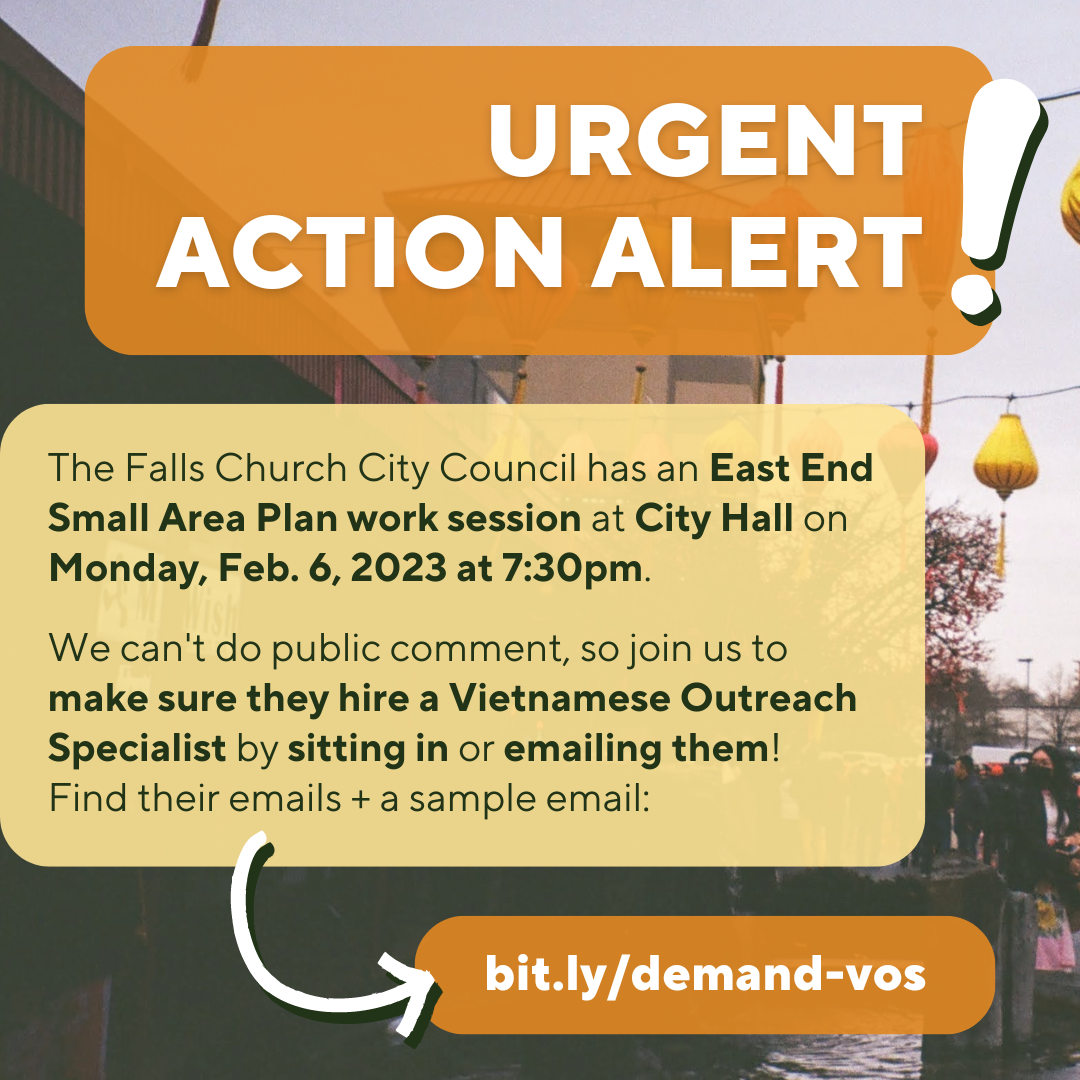 URGENT
ACTION ALERT!
The Falls Church City Council has an East End
Small Area Plan work session at City Hall on
Monday, Feb. 6, 2023 at 7:30pm.
We can't do public comment, so join us to
make sure they hire a Vietnamese Outreach
Specialist by sitting in or emailing them!
Find their emails + a sample email:
bit.ly/demand-vos